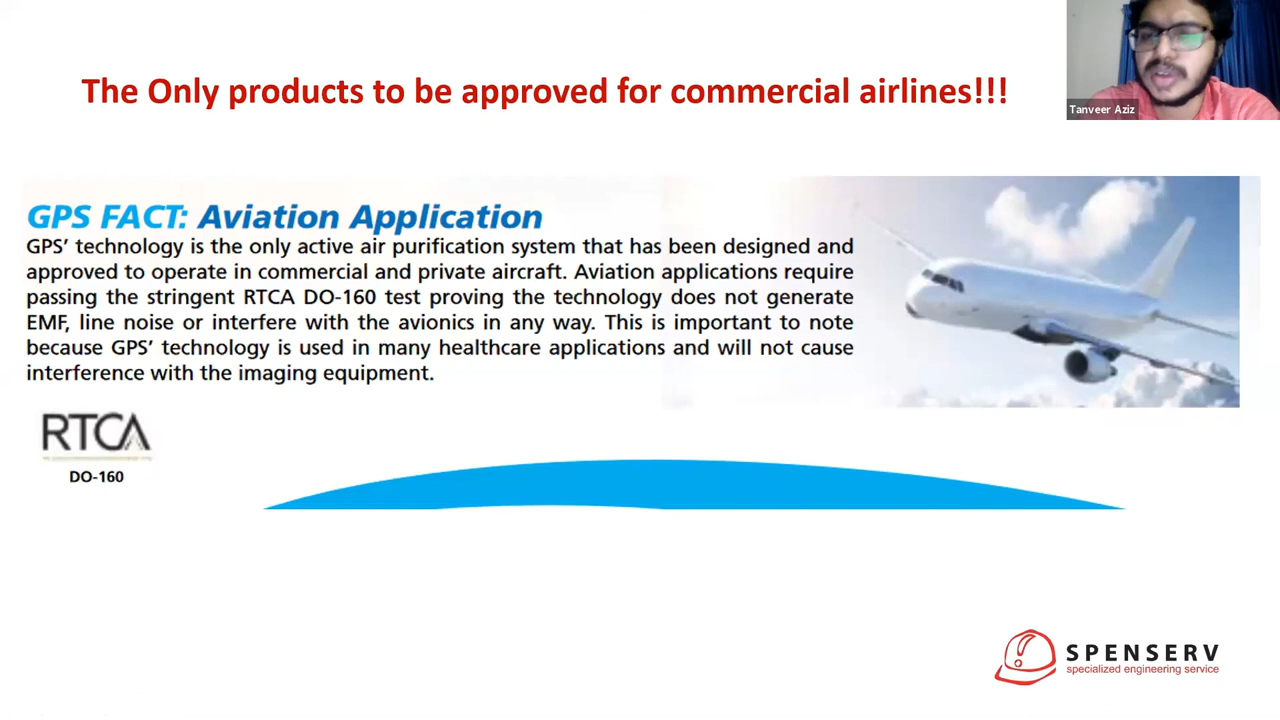 The Only products to be approved for commercial airlines!!!
Tanveer Aziz
GPS FACT: Aviation Application
GPS’ technology is the only active air purification system that has been designed and
approved to operate in commercial and private aircraft. Aviation applications require
passing the stringent RTCA DO-160 test proving the technology does not generate
EMF, line noise or interfere with the avionics in any way. This is important to note
because GPS’ technology is used in many healthcare applications and will not cause
interference with the imaging equipment.
RTCA
DO-160
SPENSERV
specialized engineering service